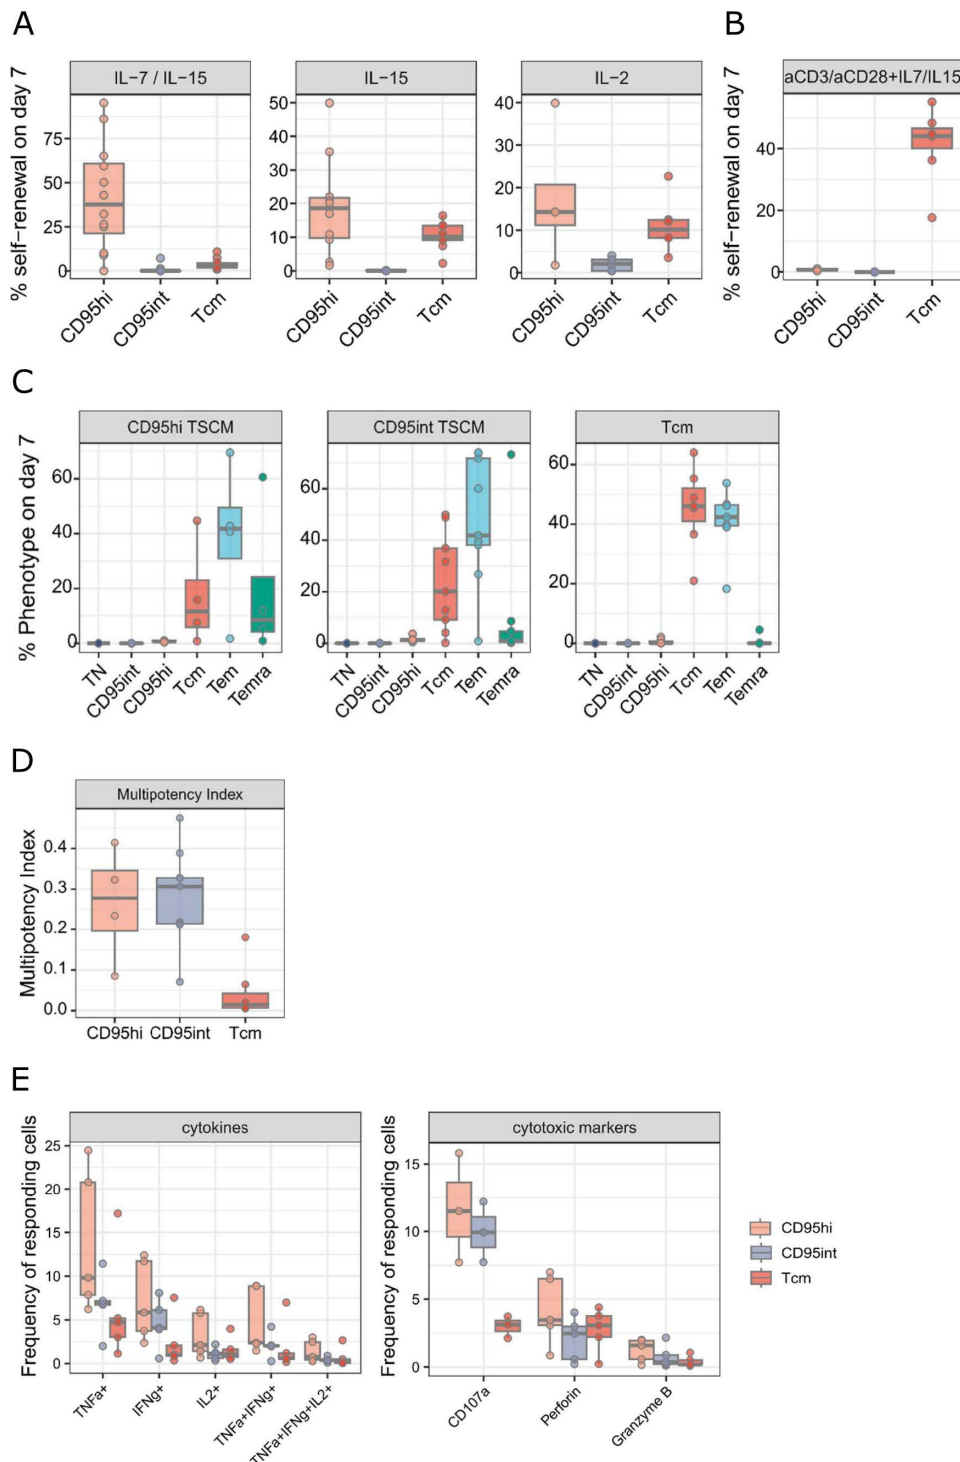 A
B
IL−7 / IL−15
IL−15
IL−2
aCD3/aCD28+IL7/IL15
% self−renewal on day 7
75
50
25
0
50
40
30
20
10
0
40
30
20
10
0
% self−renewal on day 7
40
20
0
CD95hi
CD95int
Tcm
CD95hi
CD95int
Tcm
CD95hi
CD95int
Tcm
CD95hi
CD95int
Tcm
C
CD95hi TSCM
CD95int TSCM
Tcm
% Phenotype on day 7
60
40
20
0
60
40
20
0
60
40
20
0
TN
CD95int
CD95hi
Tcm
Tem
Temra
TN
CD95int
CD95hi
Tcm
Tem
Temra
TN
CD95int
CD95hi
Tcm
Tem
Temra
D
Multipotency Index
Multipotency Index
0.4
0.3
0.2
0.1
0.0
CD95hi
CD95int
Tcm
E
cytokines
cytotoxic markers
Frequency of responding cells
25
20
15
10
5
0
Frequency of responding cells
15
10
5
0
TNFa+
IFNg+
IL2+
TNFa+IFNg+
TNFa+IFNg+IL2+
CD107a
Perforin
Granzyme B
CD95hi
CD95int
Tcm